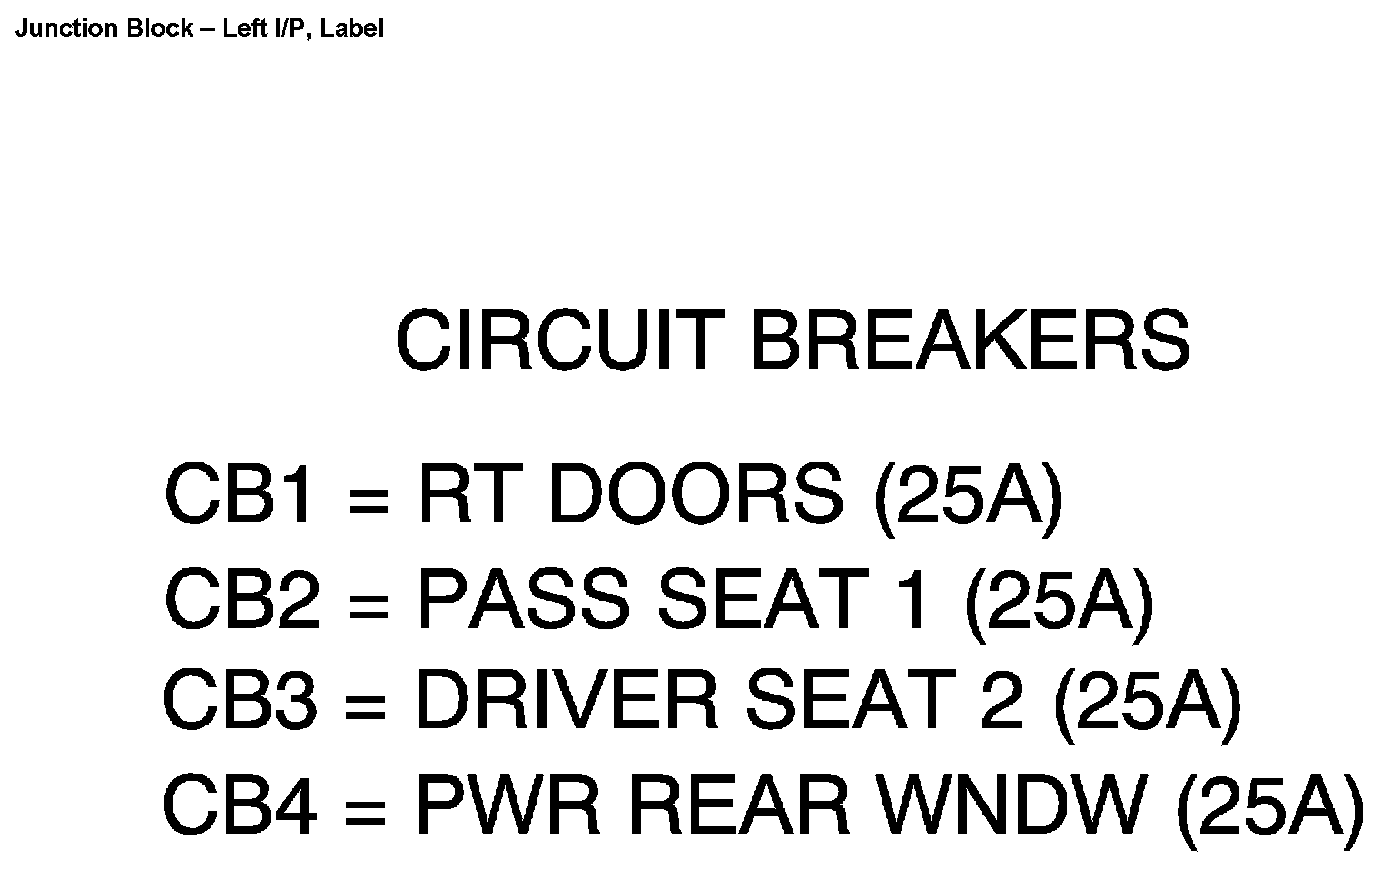 Junction Block – Left I/P, Label
CIRCUIT BREAKERS
CB1 = RT DOORS (25A)
CB2 = PASS SEAT 1 (25A)
CB3 = DRIVER SEAT 2 (25A)
CB4 = PWR REAR WNDW (25A)